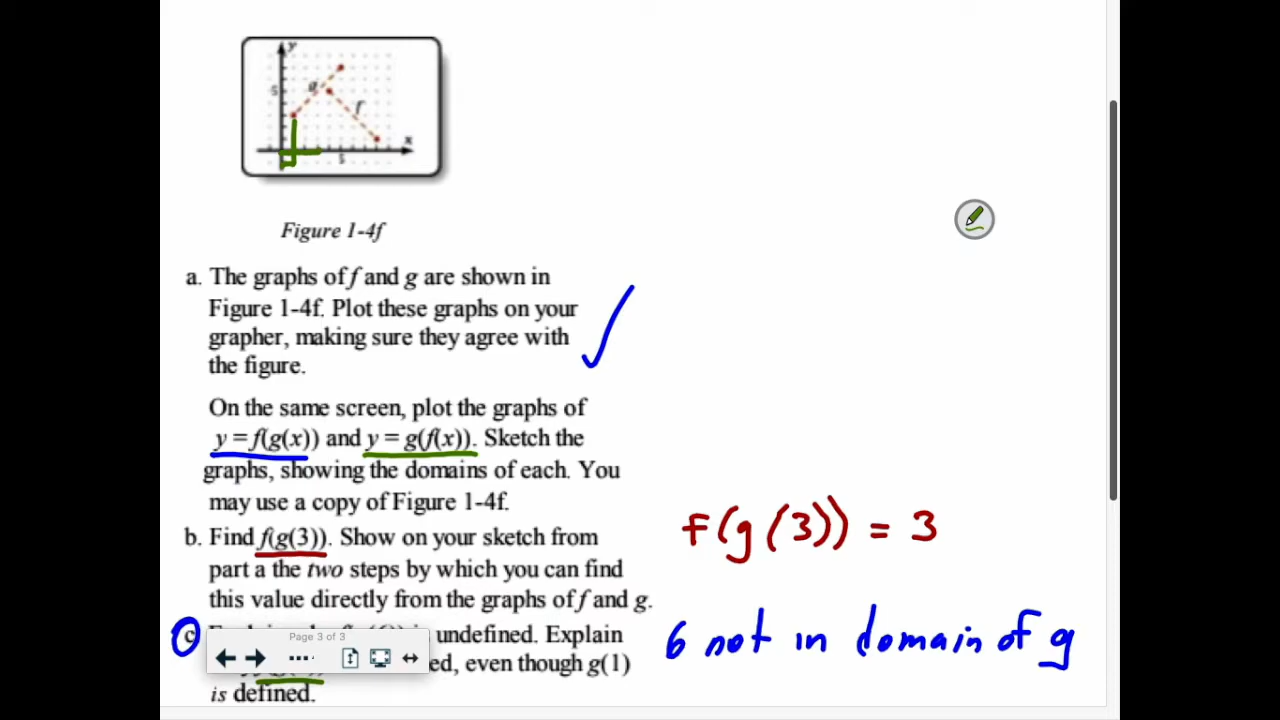 y
g
5
f
x
5
Figure 1-4f
a. The graphs of f and g are shown in
Figure 1-4f. Plot these graphs on your
grapher, making sure they agree with
the figure.
On the same screen, plot the graphs of
y = f(g(x)) and y = g(f(x)). Sketch the
graphs, showing the domains of each. You
may use a copy of Figure 1-4f.
b. Find f(g(3)). Show on your sketch from
part a the two steps by which you can find
this value directly from the graphs of f and g.
F(g(3)) = 3
c undefined. Explain
6 not in domain of g
Page 3 of 3
ed, even though g(1)
is defined.